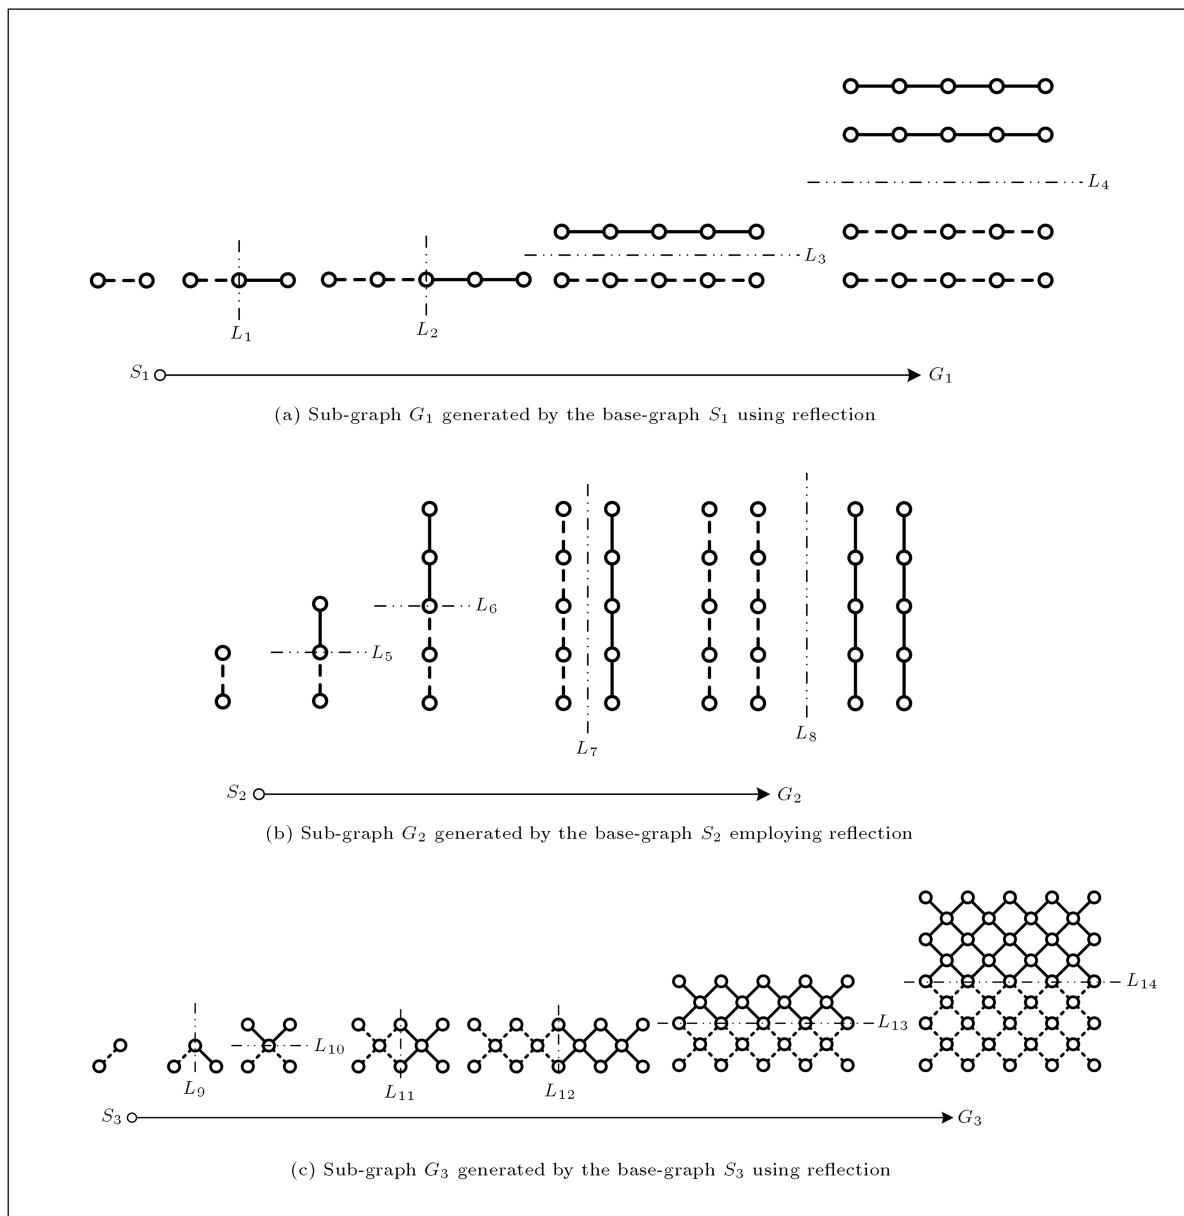 L4
L3
L1
L2
S1
G1
(a) Sub-graph G1 generated by the base-graph S1 using reflection
L6
L5
L7
L8
S2
G2
(b) Sub-graph G2 generated by the base-graph S2 employing reflection
L14
L13
L10
L9
L11
L12
S3
G3
(c) Sub-graph G3 generated by the base-graph S3 using reflection